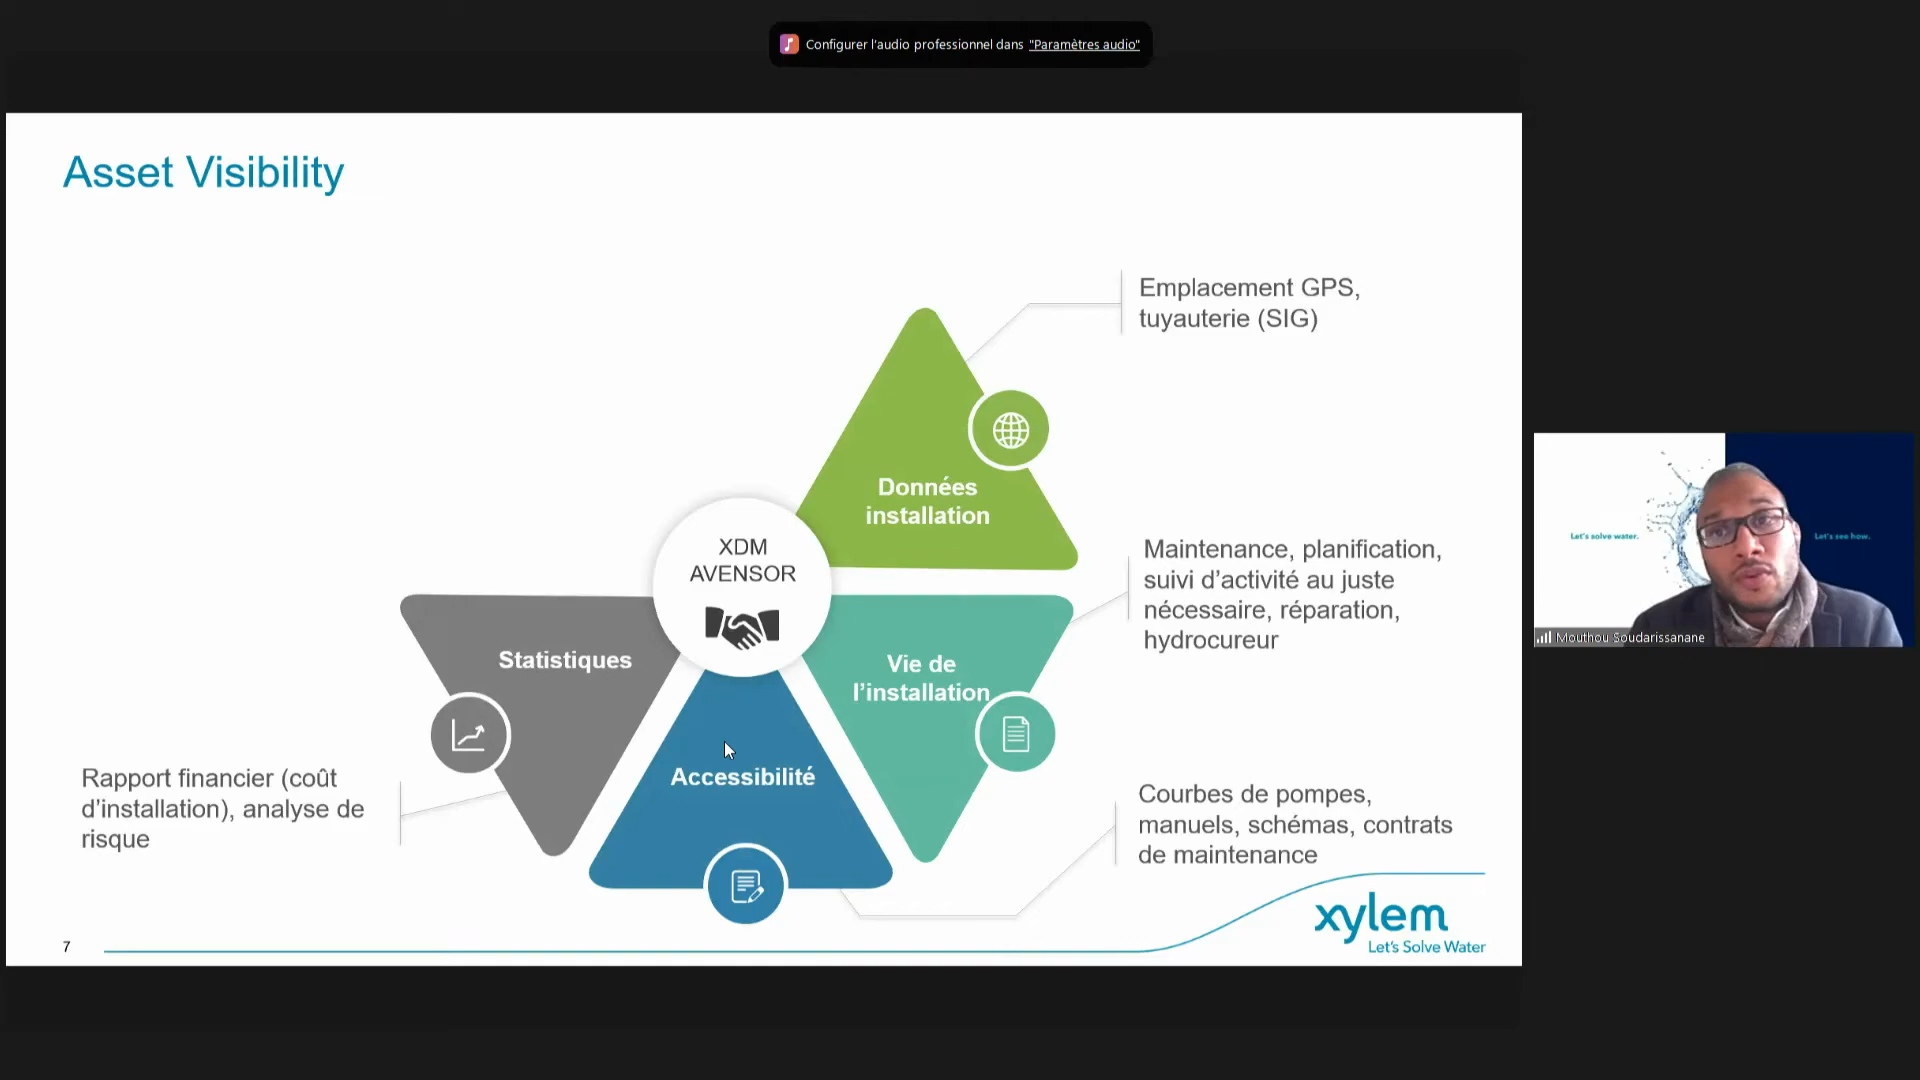 Configurer l'audio professionnel dans "Paramètres audio"
Asset Visibility
Emplacement GPS,
tuyauterie (SIG)
Données
installation
XDM
AVENSOR
Maintenance, planification,
suivi d’activité au juste
nécessaire, réparation,
hydrocureur
Statistiques
Vie de
l’installation
Accessibilité
Rapport financier (coût
d’installation), analyse de
risque
Courbes de pompes,
manuels, schémas, contrats
de maintenance
xylem
Let's Solve Water
7
Let's solve water.
Let's see how.
Mouthou Soudarissanane